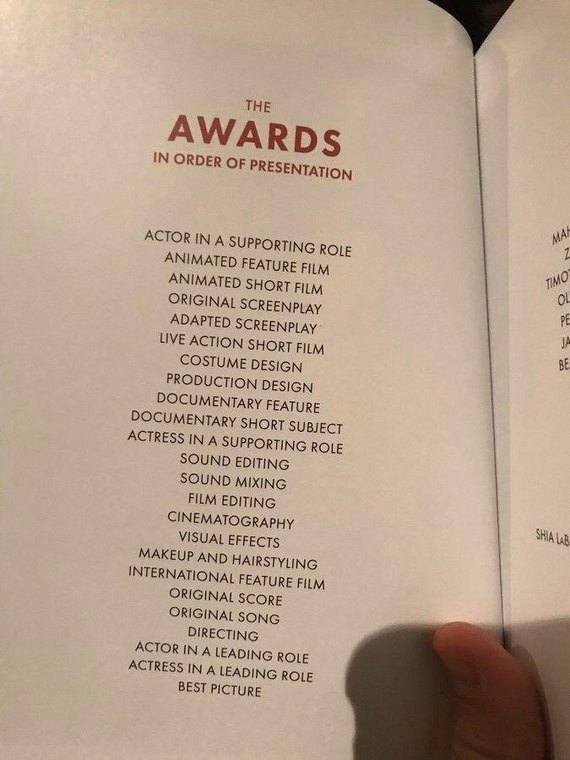 THE
AWARDS
IN ORDER OF PRESENTATION
ACTOR IN A SUPPORTING ROLE
ANIMATED FEATURE FILM
ANIMATED SHORT FILM
ORIGINAL SCREENPLAY
ADAPTED SCREENPLAY
LIVE ACTION SHORT FILM
COSTUME DESIGN
PRODUCTION DESIGN
DOCUMENTARY FEATURE
DOCUMENTARY SHORT SUBJECT
ACTRESS IN A SUPPORTING ROLE
SOUND EDITING
SOUND MIXING
FILM EDITING
CINEMATOGRAPHY
VISUAL EFFECTS
MAKEUP AND HAIRSTYLING
INTERNATIONAL FEATURE FILM
ORIGINAL SCORE
ORIGINAL SONG
DIRECTING
ACTOR IN A LEADING ROLE
ACTRESS IN A LEADING ROLE
BEST PICTURE
SHIA